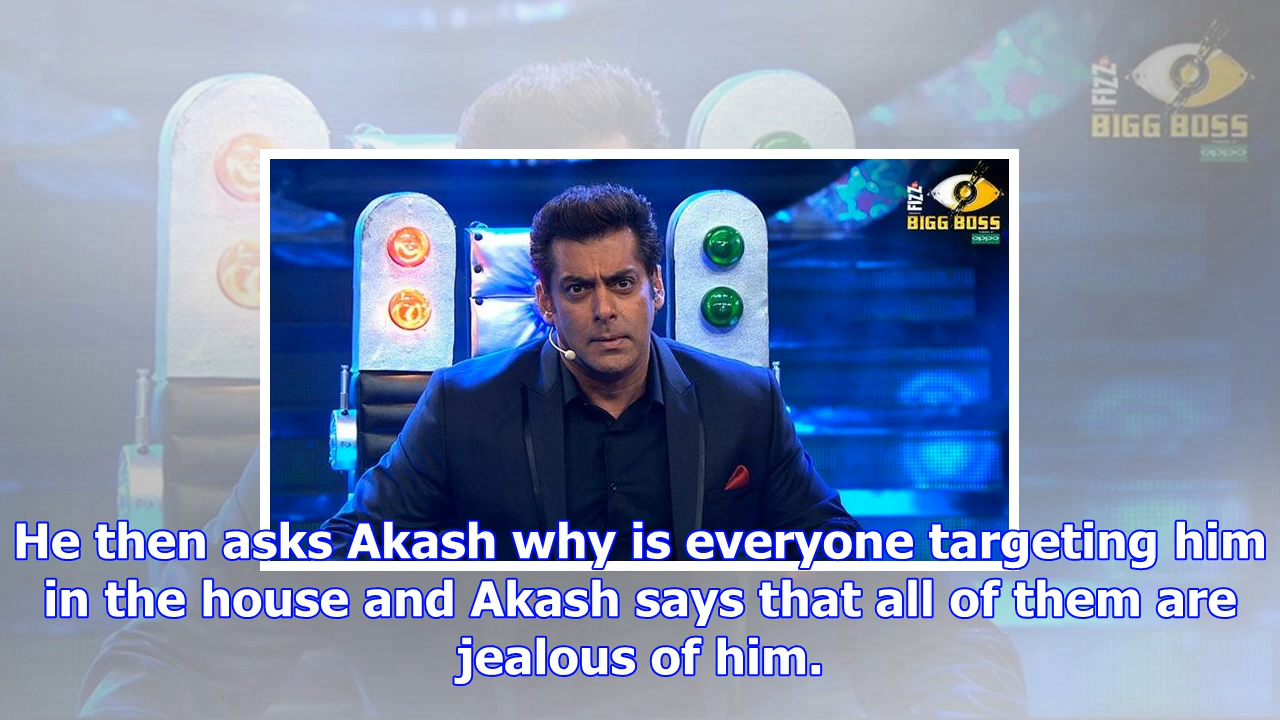 FIZZ
BIGG BOSS
oppo
FIZZ
BIGG BOSS
oppo
He then asks Akash why is everyone targeting him
in the house and Akash says that all of them are
jealous of him.